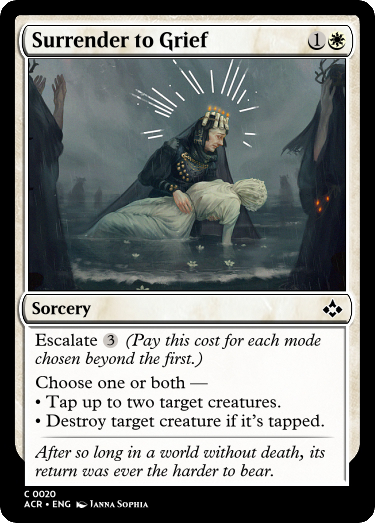 Surrender to Grief 1
Sorcery
Escalate 3 (Pay this cost for each mode
chosen beyond the first.)
Choose one or both —
• Tap up to two target creatures.
• Destroy target creature if it's tapped.
After so long in a world without death, its
return was ever the harder to bear.
C 0020
ACR • ENG Ianna Sophia